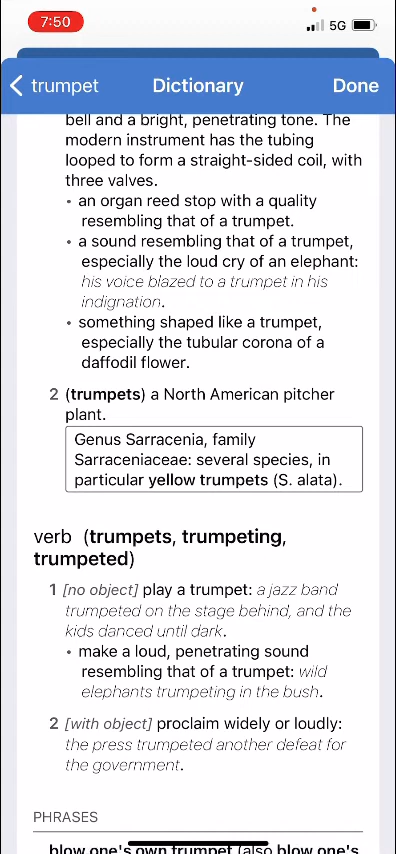 7:50
5G
trumpet
Dictionary
Done
bell and a bright, penetrating tone. The
modern instrument has the tubing
looped to form a straight-sided coil, with
three valves.
• an organ reed stop with a quality
resembling that of a trumpet.
• a sound resembling that of a trumpet,
especially the loud cry of an elephant:
his voice blazed to a trumpet in his
indignation.
• something shaped like a trumpet,
especially the tubular corona of a
daffodil flower.
2 (trumpets) a North American pitcher
plant.
Genus Sarracenia, family
Sarraceniaceae: several species, in
particular yellow trumpets (S. alata).
verb (trumpets, trumpeting,
trumpeted)
1 [no object] play a trumpet: a jazz band
trumpeted on the stage behind, and the
kids danced until dark.
• make a loud, penetrating sound
resembling that of a trumpet: wild
elephants trumpeting in the bush.
2 [with object] proclaim widely or loudly:
the press trumpeted another defeat for
the government.
PHRASES
blow one's own trumpet (also blow one's